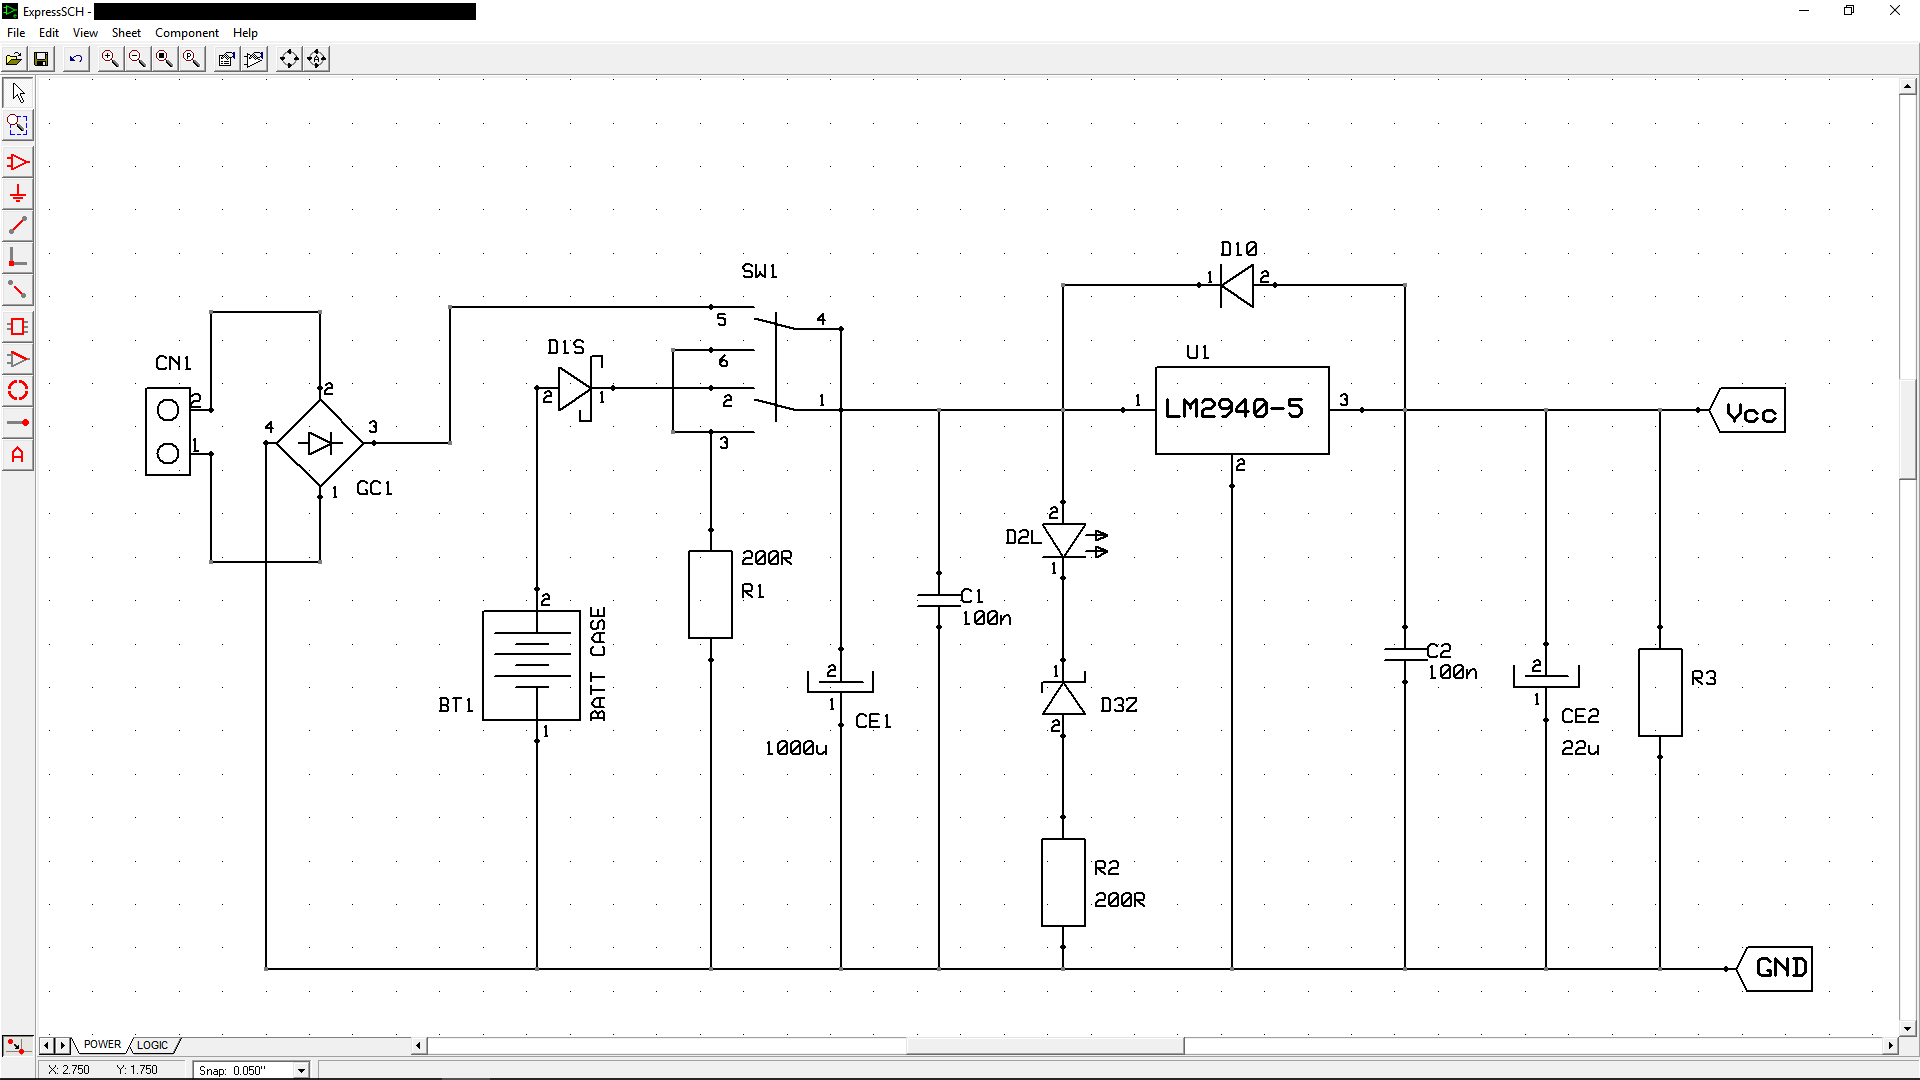 ExpressSCH -
File Edit View Sheet Component Help
D10
1 2
SW1
5 4
6
D1S
2 1
2 1
3
U1
1 LM2940-5 3
2
Vcc
CN1
2
1
2
4 3
1 GC1
200R
R1
2
BT1
BATT CASE
1
2
1 CE1
1000u
C1
100n
2
D2L
1
1
D3Z
2
R2
200R
C2
100n
2
1 CE2
22u
R3
GND
POWER LOGIC
X: 2.750 Y: 1.750 Snap: 0.050"